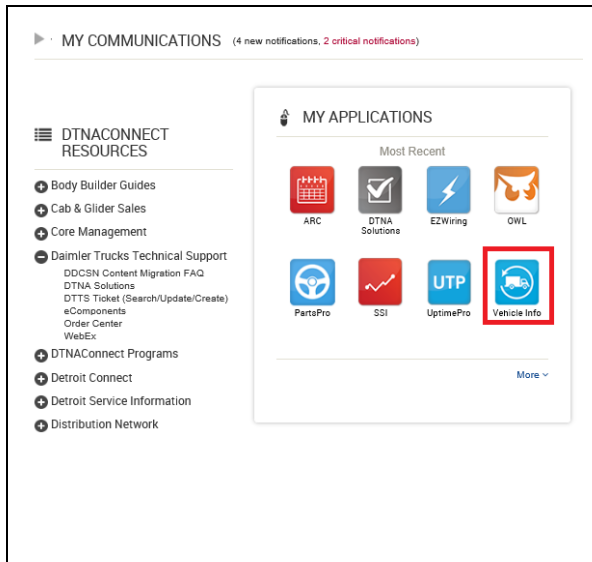 MY COMMUNICATIONS (4 new notifications, 2 critical notifications)
DTNACONNECT
RESOURCES
Body Builder Guides
Cab & Glider Sales
Core Management
Daimler Trucks Technical Support
DDCSN Content Migration FAQ
DTNA Solutions
DTTS Ticket (Search/Update/Create)
eComponents
Order Center
WebEx
DTNAConnect Programs
Detroit Connect
Detroit Service Information
Distribution Network
MY APPLICATIONS
Most Recent
ARC
DTNA
Solutions
EZWiring
OWL
PartsPro
SSI
UTP
UptimePro
Vehicle Info
More